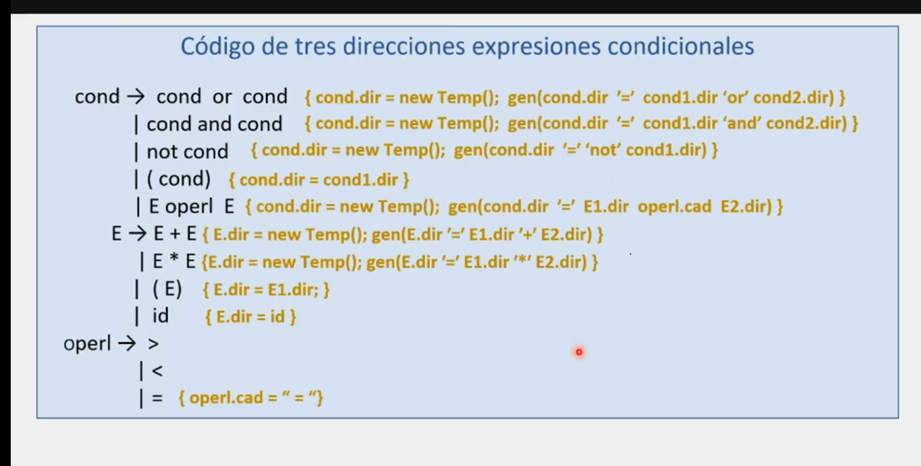 Código de tres direcciones expresiones condicionales
cond → cond or cond { cond.dir = new Temp(); gen(cond.dir '=' cond1.dir ‘or’ cond2.dir) }
| cond and cond { cond.dir = new Temp(); gen(cond.dir '=' cond1.dir ‘and’ cond2.dir) }
| not cond { cond.dir = new Temp(); gen(cond.dir '=' ‘not’ cond1.dir) }
| ( cond) { cond.dir = cond1.dir }
| E operl E { cond.dir = new Temp(); gen(cond.dir '=' E1.dir operl.cad E2.dir) }
E → E + E { E.dir = new Temp(); gen(E.dir '=' E1.dir '+' E2.dir) }
| E * E {E.dir = new Temp(); gen(E.dir '=' E1.dir '*' E2.dir) }
| ( E) { E.dir = E1.dir; }
| id { E.dir = id }
operl → >
| <
| = { operl.cad = “ = “}